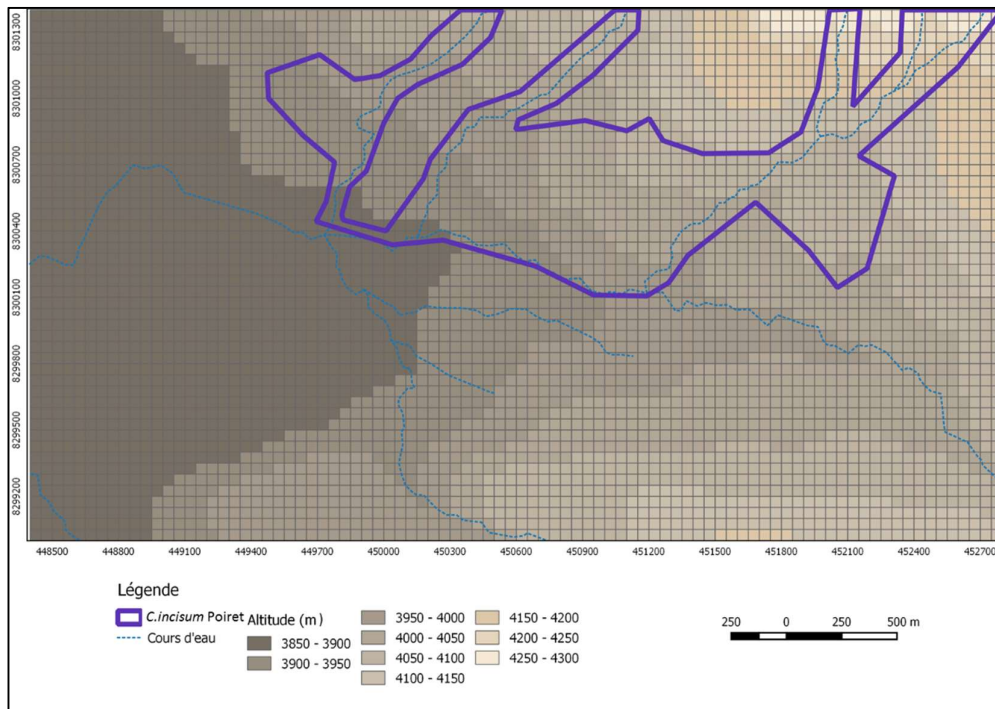 8301300
8301000
8300700
8300400
8300100
8299800
8299500
8299200
448500 448800 449100 449400 449700 450000 450300 450600 450900 451200 451500 451800 452100 452400 452700
Légende
C.incisum Poiret
Cours d'eau
Altitude (m)
3850 - 3900
3900 - 3950
3950 - 4000
4000 - 4050
4050 - 4100
4100 - 4150
4150 - 4200
4200 - 4250
4250 - 4300
250 0 250 500 m